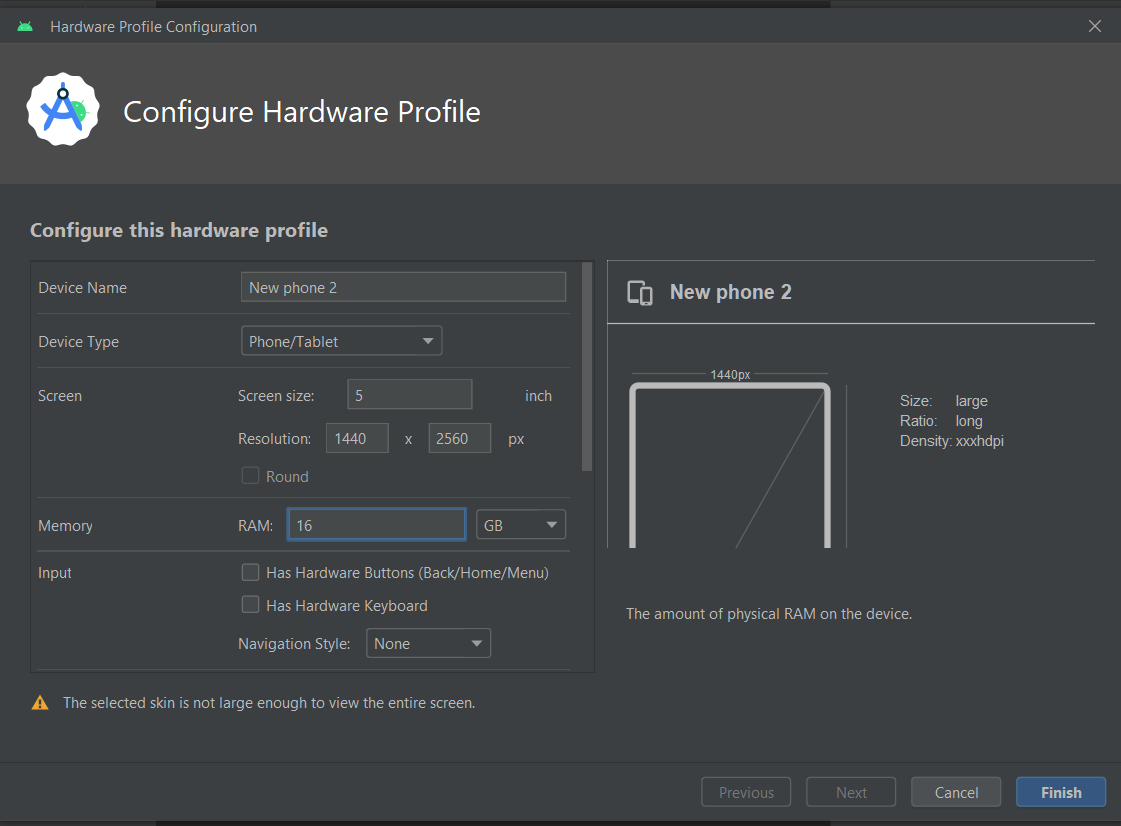 Hardware Profile Configuration
Configure Hardware Profile
Configure this hardware profile
Device Name New phone 2
Device Type Phone/Tablet
Screen Screen size: 5 inch
Resolution: 1440 x 2560 px
Round
Memory RAM: 16 GB
Input Has Hardware Buttons (Back/Home/Menu)
Has Hardware Keyboard
Navigation Style: None
New phone 2
1440px
Size: large
Ratio: long
Density: xxxhdpi
The amount of physical RAM on the device.
The selected skin is not large enough to view the entire screen.
Previous Next Cancel Finish